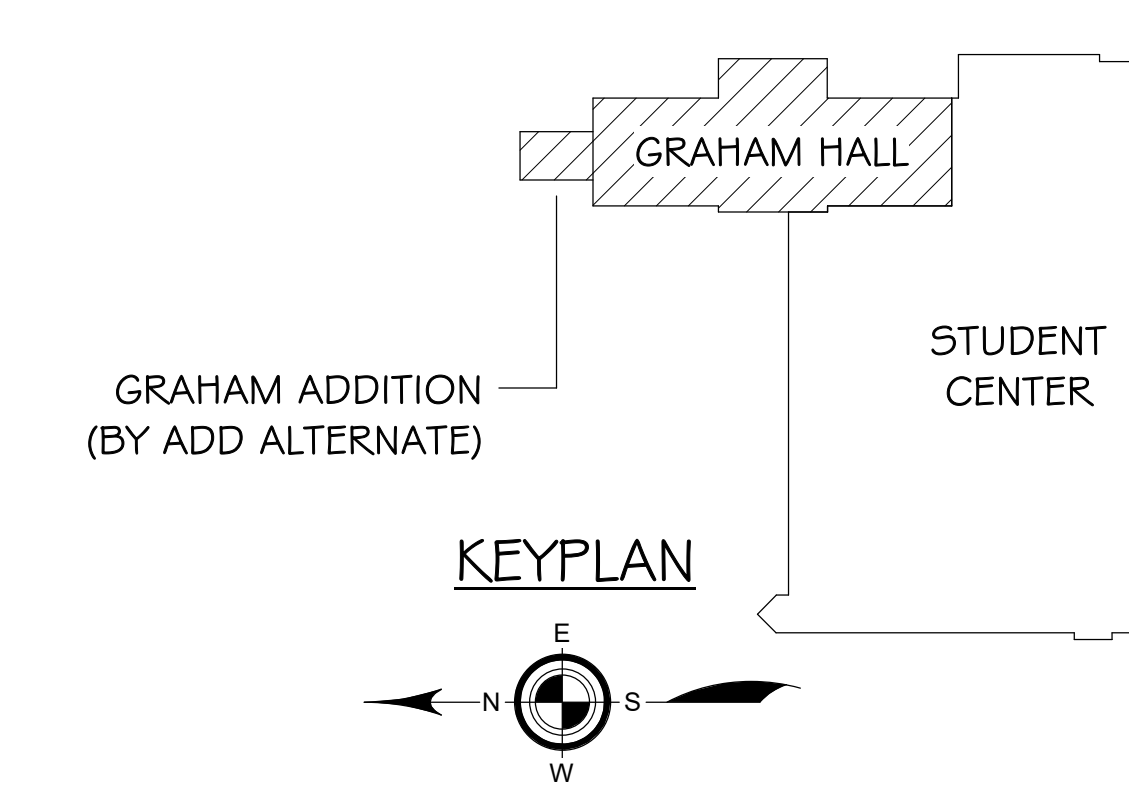 GRAHAM HALL
STUDENT
CENTER
GRAHAM ADDITION
(BY ADD ALTERNATE)
KEYPLAN
E
N S
W